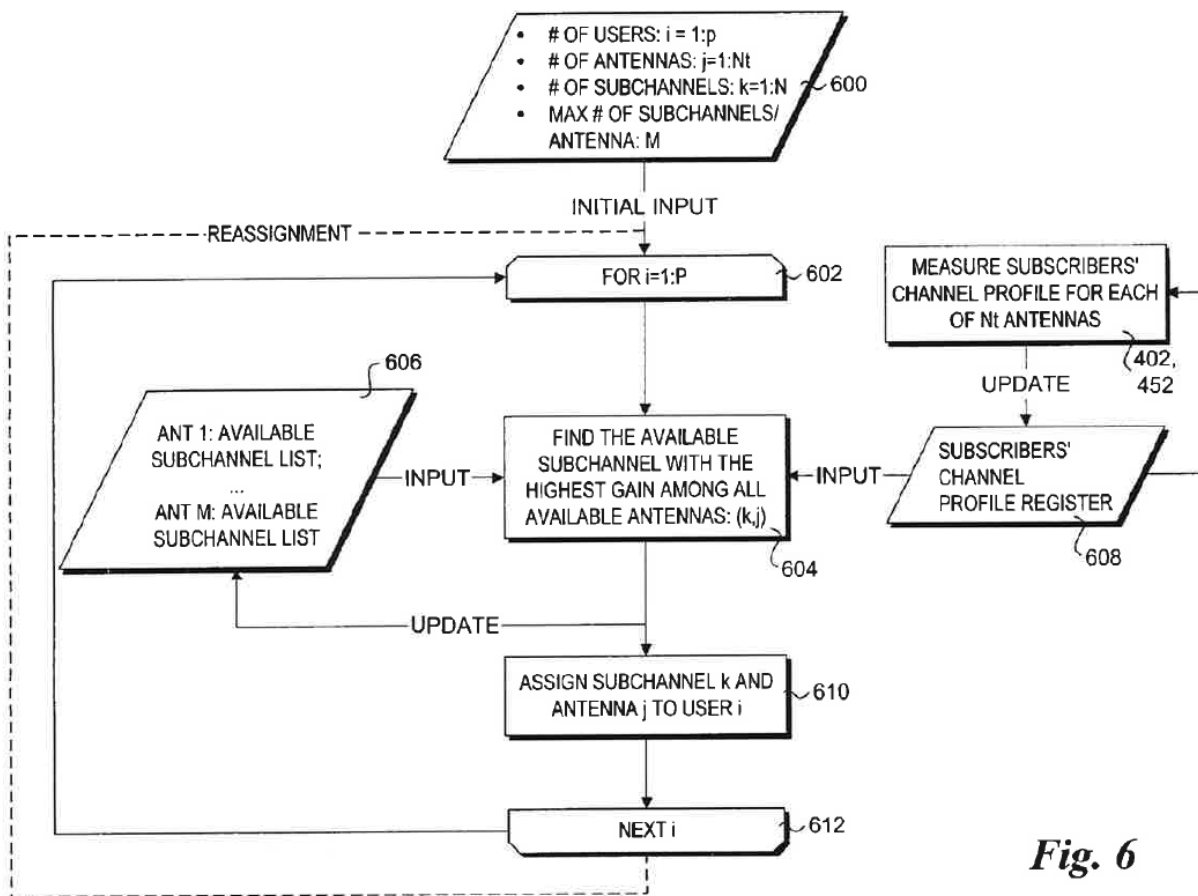 • # OF USERS: i = 1:p
• # OF ANTENNAS: j=1:Nt
• # OF SUBCHANNELS: k=1:N
• MAX # OF SUBCHANNELS/
ANTENNA: M
600
INITIAL INPUT
REASSIGNMENT
FOR i=1:P
602
MEASURE SUBSCRIBERS'
CHANNEL PROFILE FOR EACH
OF Nt ANTENNAS
402,
452
UPDATE
606
ANT 1: AVAILABLE
SUBCHANNEL LIST;
...
ANT M: AVAILABLE
SUBCHANNEL LIST
INPUT
FIND THE AVAILABLE
SUBCHANNEL WITH THE
HIGHEST GAIN AMONG ALL
AVAILABLE ANTENNAS: (k,j)
604
INPUT
SUBSCRIBERS'
CHANNEL
PROFILE REGISTER
608
UPDATE
ASSIGN SUBCHANNEL k AND
ANTENNA j TO USER i
610
NEXT i
612
Fig. 6